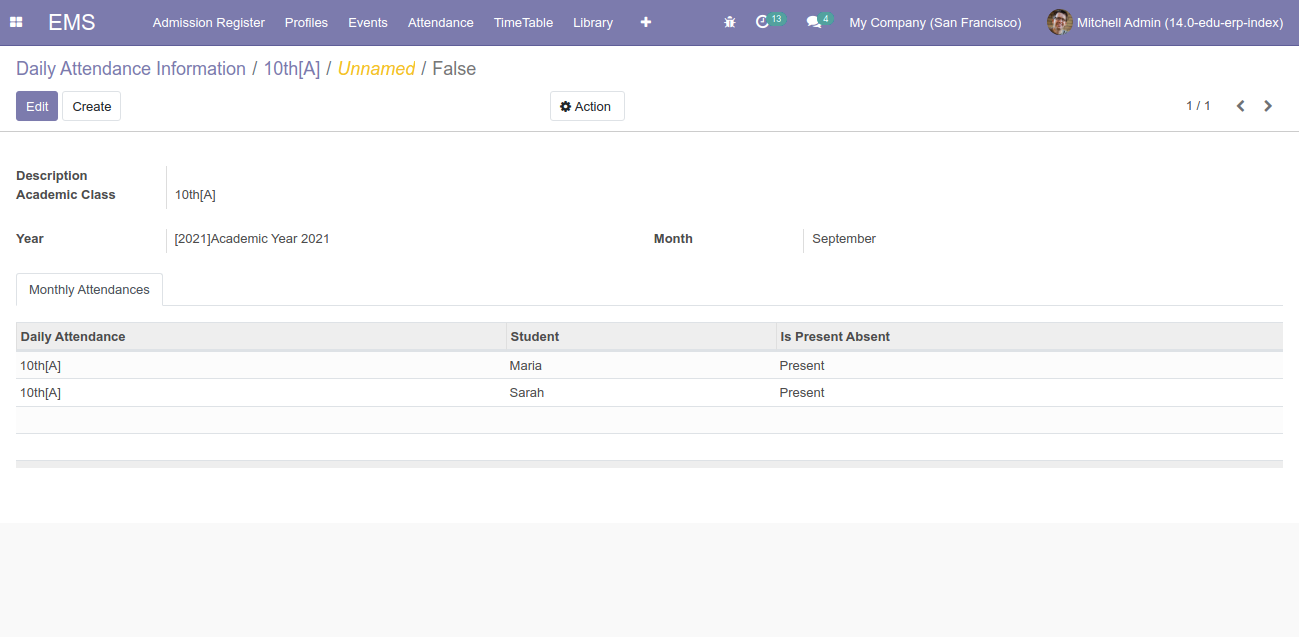 EMS Admission Register Profiles Events Attendance TimeTable Library 13 4 My Company (San Francisco) Mitchell Admin (14.0-edu-erp-index)
Daily Attendance Information / 10th[A] / Unnamed / False
Edit Create Action 1 / 1
Description
Academic Class 10th[A]
Year [2021]Academic Year 2021 Month September
Monthly Attendances
Daily Attendance Student Is Present Absent
10th[A] Maria Present
10th[A] Sarah Present